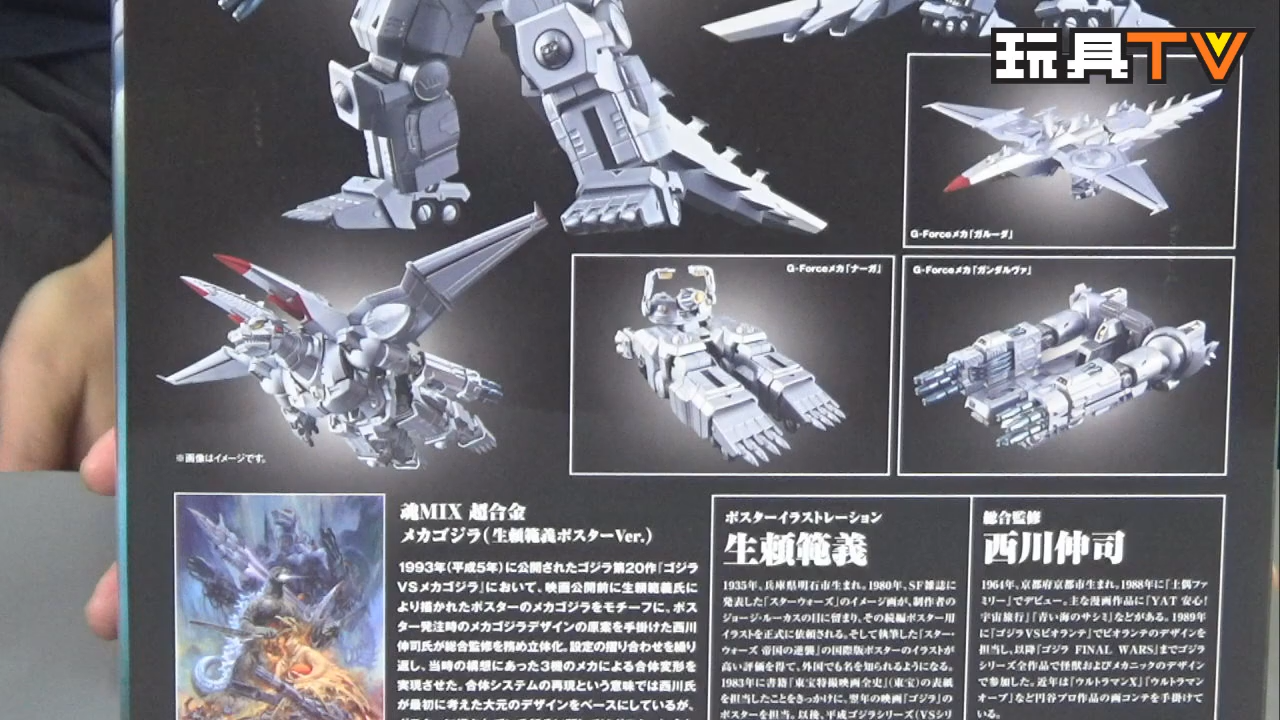 玩具TV
G-Forceメカ「ガルーダ」
G-Forceメカ「ナーガ」
G-Forceメカ「ガンダルヴァ」
※画像はイメージです。
魂MIX 超合金
メカゴジラ(生頼範義ポスターVer.)
1993年(平成5年)に公開されたゴジラ第20作『ゴジラ
VSメカゴジラ』において、映画公開前に生頼範義氏に
より描かれたポスターのメカゴジラをモチーフに。ポス
ター発注時のメカゴジラデザインの原案を手掛けた西川
伸司氏が総合監修を務め立体化。設定の摺り合わせを繰り
返し、当時の構想にあった3機のメカによる合体変形を
実現させた。合体システムの再現という意味では西川氏
が最初に考えた大元のデザインをベースにしているが、
ポスターイラストレーション
生頼範義
1935年、兵庫県明石市生まれ。1980年、SF雑誌に
発表した「スターウォーズ」のイメージ画が、制作者の
ジョージ・ルーカスの目に留まり、その続編ポスター用
イラストを正式に依頼される。そして執筆した「スター・
ウォーズ 帝国の逆襲」の国際版ポスターのイラストが
高い評価を得て、外国でも名を知られるようになる。
1983年に書籍「東宝特撮映画全史」(東宝)の表紙
を担当したことをきっかけに、翌年の映画「ゴジラ」の
ポスターを担当。以後、平成ゴジラシリーズ(VSシリ
総合監修
西川伸司
1964年、京都府京都市生まれ。1988年に「土偶ファ
ミリー」でデビュー。主な漫画作品に「YAT 安心!
宇宙旅行」「青い海のサシミ」などがある。1989年
に「ゴジラVSビオランテ」でビオランテのデザインを
担当し、以降「ゴジラ FINAL WARS」までゴジラ
シリーズ全作品で怪獣およびメカニックのデザイン
で参加した。近年は「ウルトラマンX」「ウルトラマン
オーブ」など円谷プロ作品の画コンテを手掛けて
いる。